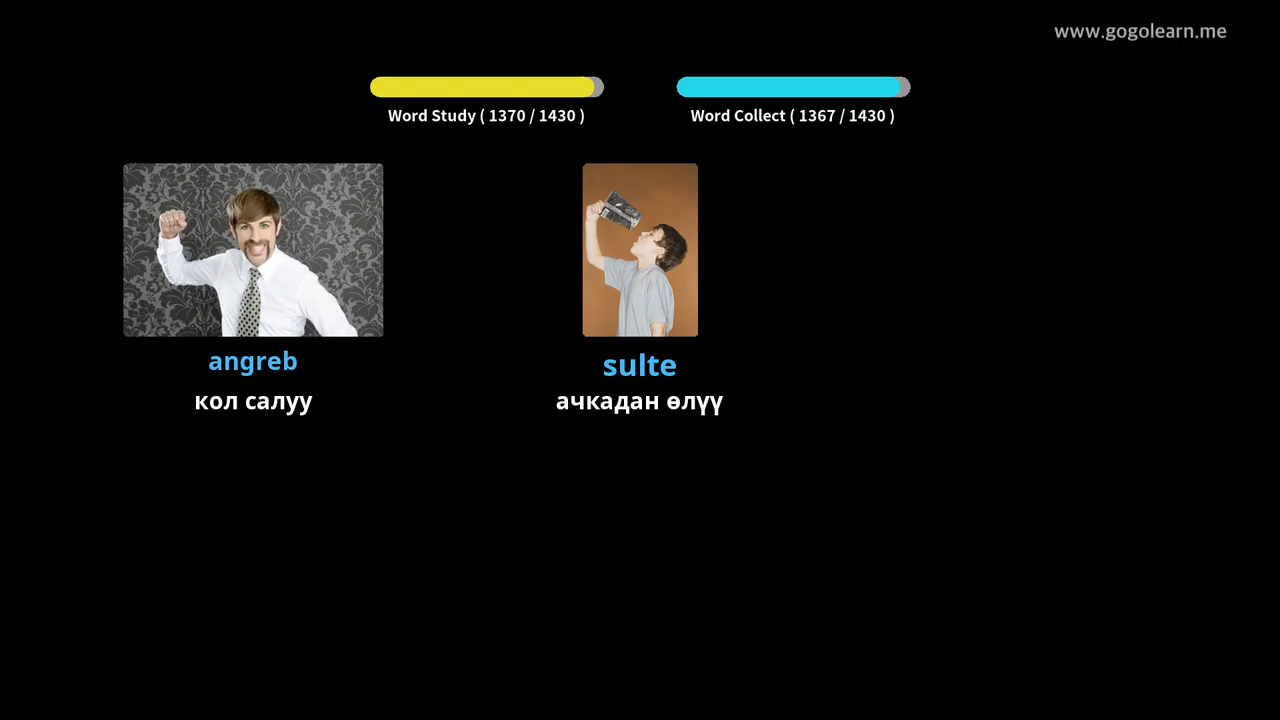 www.gogolearn.me
Word Study ( 1370 / 1430 )
Word Collect ( 1367 / 1430 )
angreb
sulte
кол салуу
ачкадан өлүү